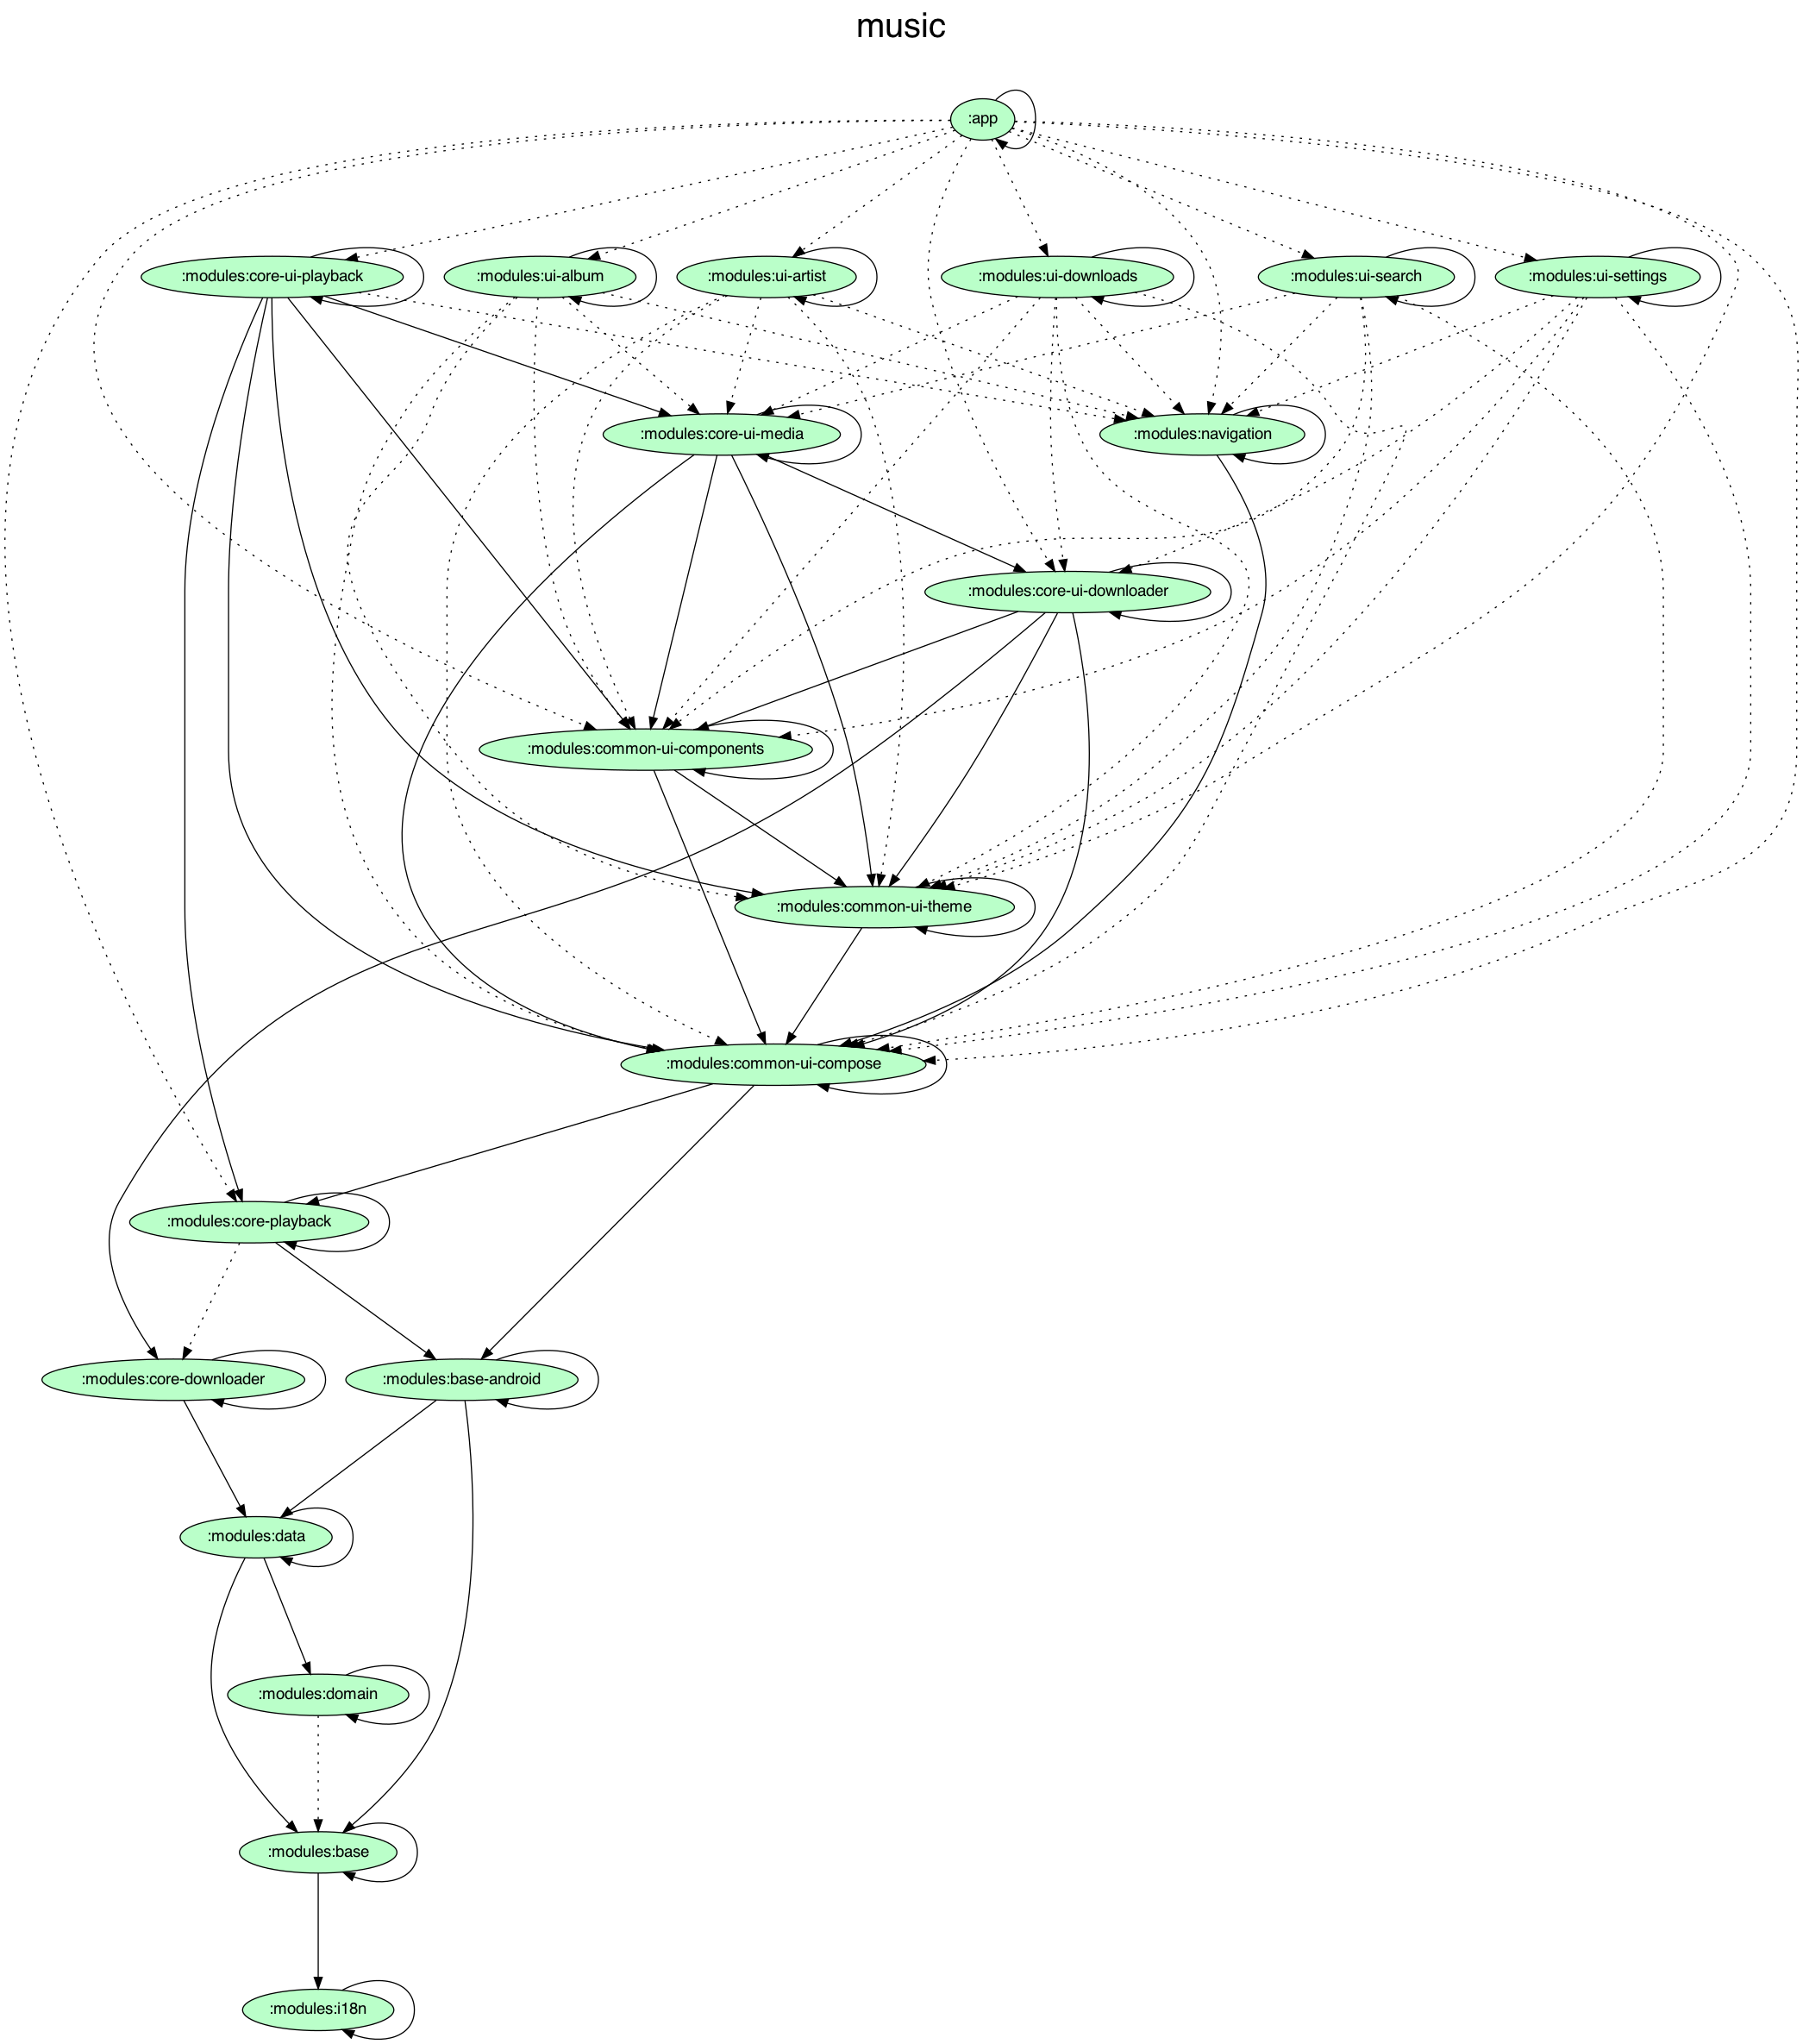 music
:app
:modules:core-ui-playback
:modules:ui-album
:modules:ui-artist
:modules:ui-downloads
:modules:ui-search
:modules:ui-settings
:modules:core-ui-media
:modules:navigation
:modules:core-ui-downloader
:modules:common-ui-components
:modules:common-ui-theme
:modules:common-ui-compose
:modules:core-playback
:modules:core-downloader
:modules:base-android
:modules:data
:modules:domain
:modules:base
:modules:i18n